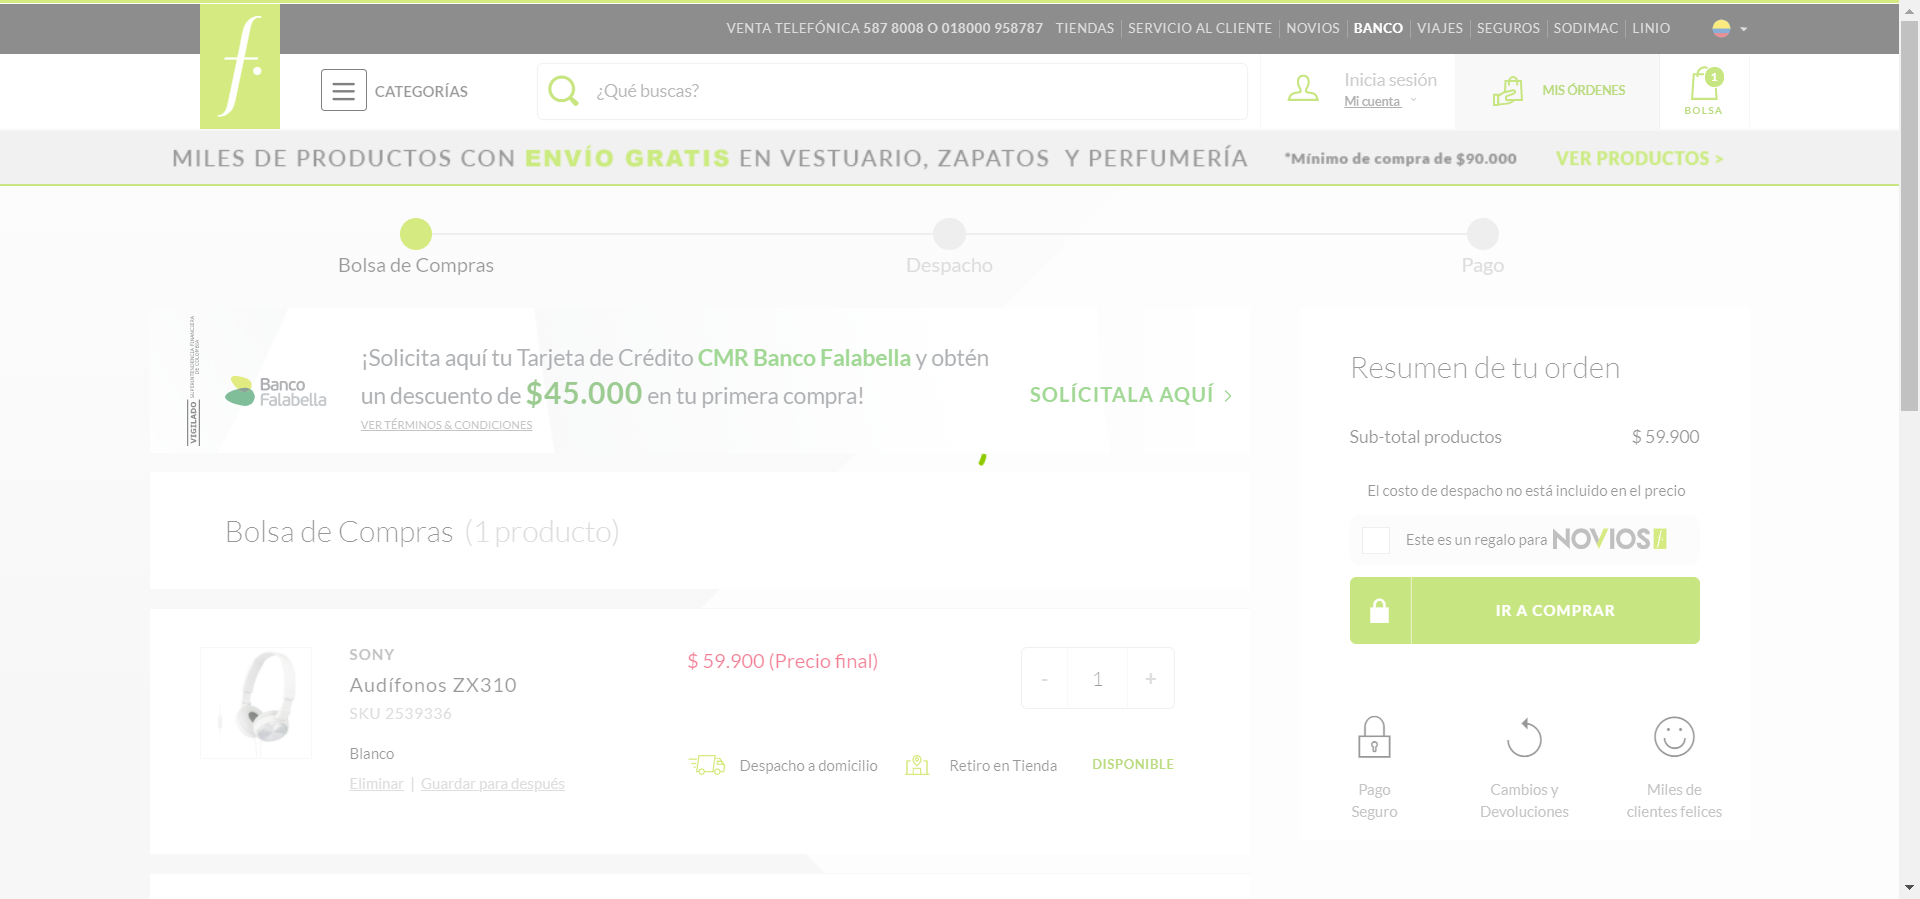 VENTA TELEFÓNICA 587 8008 O 018000 958787 TIENDAS SERVICIO AL CLIENTE NOVIOS BANCO VIAJES SEGUROS SODIMAC LINIO
f.
CATEGORÍAS
¿Qué buscas?
Inicia sesión
Mi cuenta
MIS ÓRDENES
1
BOLSA
MILES DE PRODUCTOS CON ENVÍO GRATIS EN VESTUARIO, ZAPATOS Y PERFUMERÍA *Mínimo de compra de $90.000 VER PRODUCTOS >
Bolsa de Compras
Despacho
Pago
VIGILADO SUPERINTENDENCIA FINANCIERA
DE COLOMBIA
Banco
Falabella
¡Solicita aquí tu Tarjeta de Crédito CMR Banco Falabella y obtén
un descuento de $45.000 en tu primera compra!
VER TÉRMINOS & CONDICIONES
SOLÍCITALA AQUÍ >
Bolsa de Compras (1 producto)
SONY
Audífonos ZX310
SKU 2539336
Blanco
Eliminar | Guardar para después
$ 59.900 (Precio final)
- 1 +
Despacho a domicilio
Retiro en Tienda
DISPONIBLE
Resumen de tu orden
Sub-total productos $ 59.900
El costo de despacho no está incluido en el precio
Este es un regalo para NOVIOS f
IR A COMPRAR
Pago
Seguro
Cambios y
Devoluciones
Miles de
clientes felices